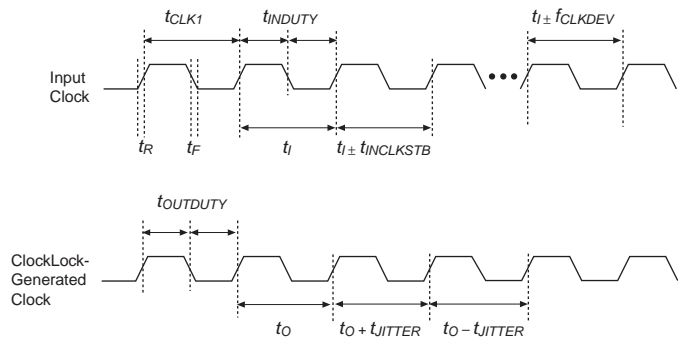 tCLK1 tINDUTY tI ± fCLKDEV
Input
Clock
tR tF tI tI ± tINCLKSTB
tOUTDUTY
ClockLock-
Generated
Clock
tO tO + tJITTER tO – tJITTER